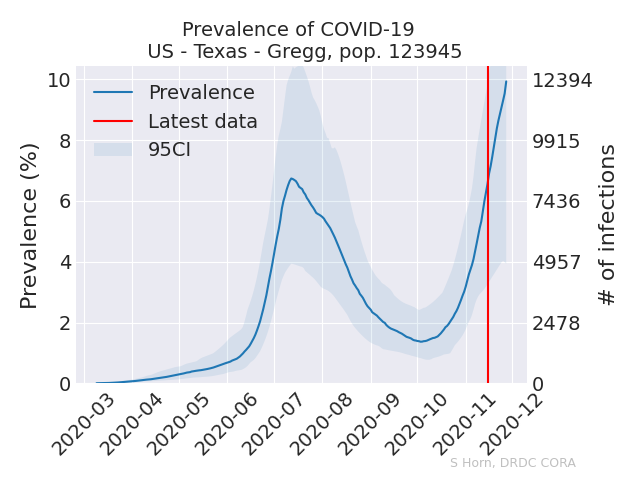 Prevalence of COVID-19
US - Texas - Gregg, pop. 123945
Prevalence (%)
10
8
6
4
2
0
Prevalence
Latest data
95CI
12394
9915
7436
4957
2478
0
# of infections
2020-03
2020-04
2020-05
2020-06
2020-07
2020-08
2020-09
2020-10
2020-11
2020-12
S Horn, DRDC CORA